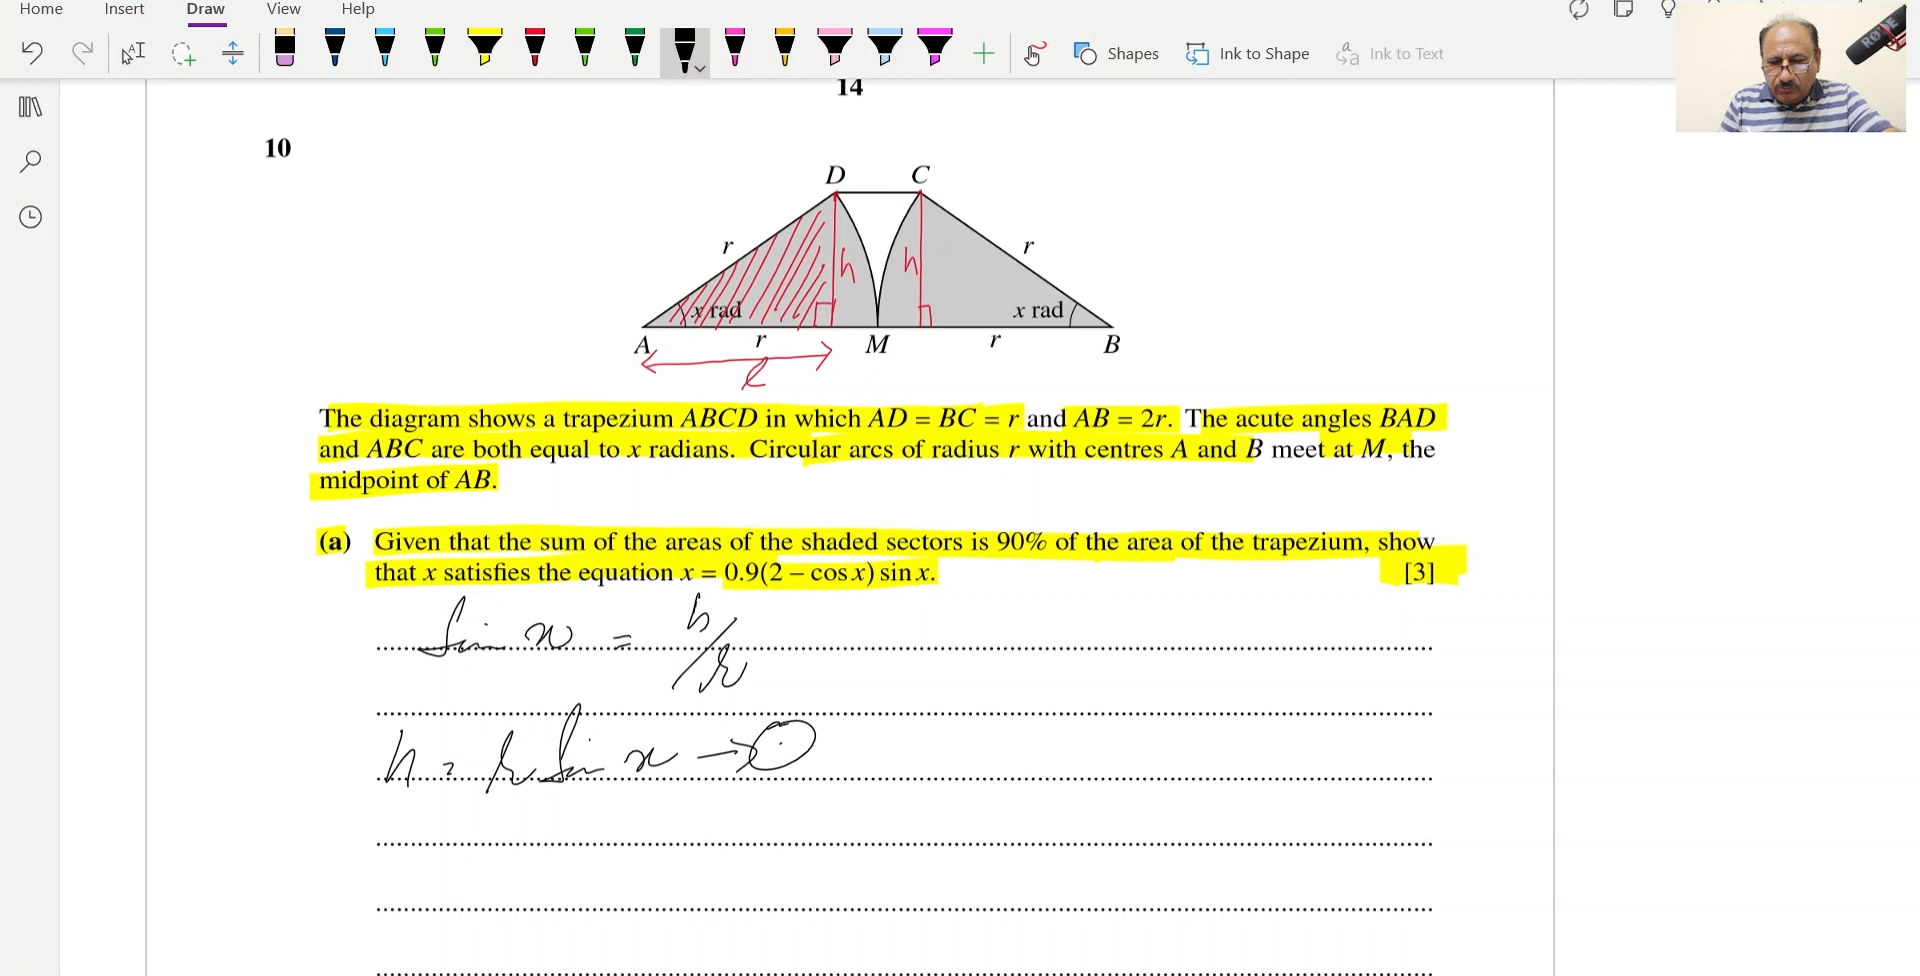 Home Insert Draw View Help
Shapes Ink to Shape Ink to Text
14
10
D C
r h h r
x rad x rad
A r M r B
l
The diagram shows a trapezium ABCD in which AD = BC = r and AB = 2r. The acute angles BAD
and ABC are both equal to x radians. Circular arcs of radius r with centres A and B meet at M, the
midpoint of AB.
(a) Given that the sum of the areas of the shaded sectors is 90% of the area of the trapezium, show
that x satisfies the equation x = 0.9(2 – cos x) sin x. [3]
Sin x = h/r
h = r Sin x →